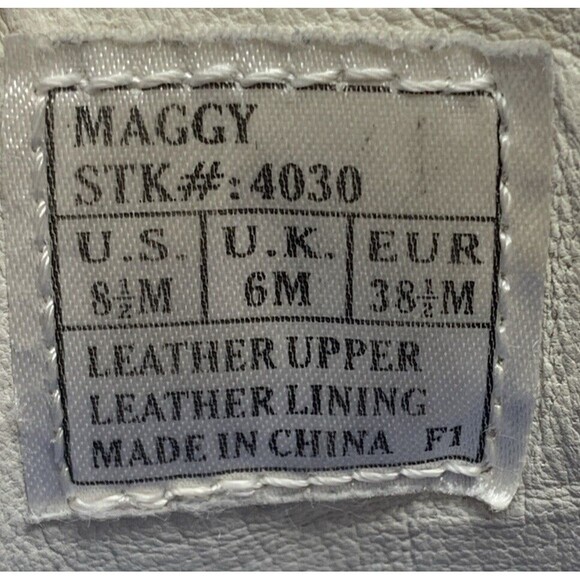 MAGGY
STK#: 4030
U.S. U.K. EUR
8½M 6M 38½M
LEATHER UPPER
LEATHER LINING
MADE IN CHINA F1